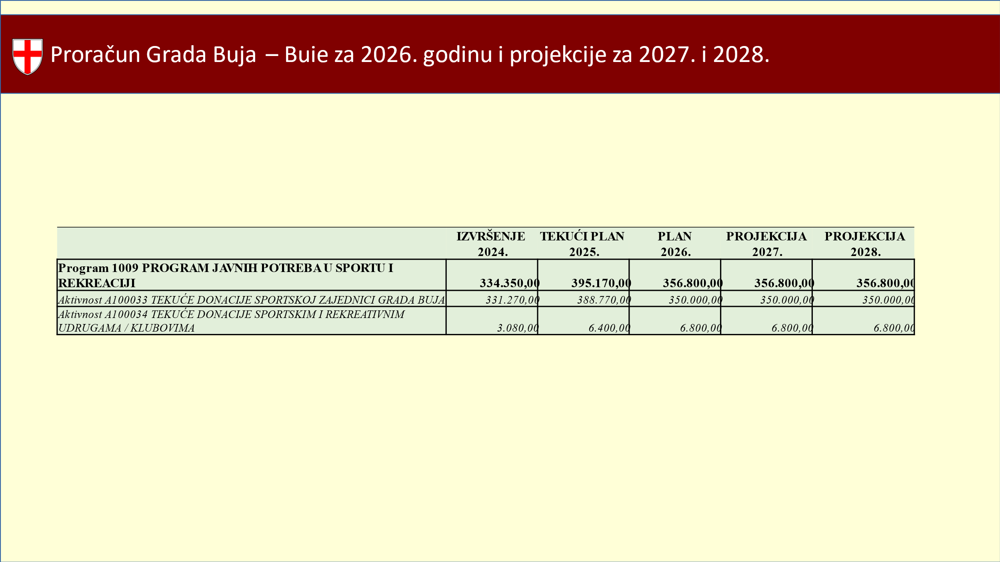 Proračun Grada Buja – Buie za 2026. godinu i projekcije za 2027. i 2028.
IZVRŠENJE 2024. TEKUĆI PLAN 2025. PLAN 2026. PROJEKCIJA 2027. PROJEKCIJA 2028.
Program 1009 PROGRAM JAVNIH POTREBA U SPORTU I
REKREACIJI 334.350,00 395.170,00 356.800,00 356.800,00 356.800,00
Aktivnost A100033 TEKUĆE DONACIJE SPORTSKOJ ZAJEDNICI GRADA BUJA 331.270,00 388.770,00 350.000,00 350.000,00 350.000,00
Aktivnost A100034 TEKUĆE DONACIJE SPORTSKIM I REKREATIVNIM
UDRUGAMA / KLUBOVIMA 3.080,00 6.400,00 6.800,00 6.800,00 6.800,00